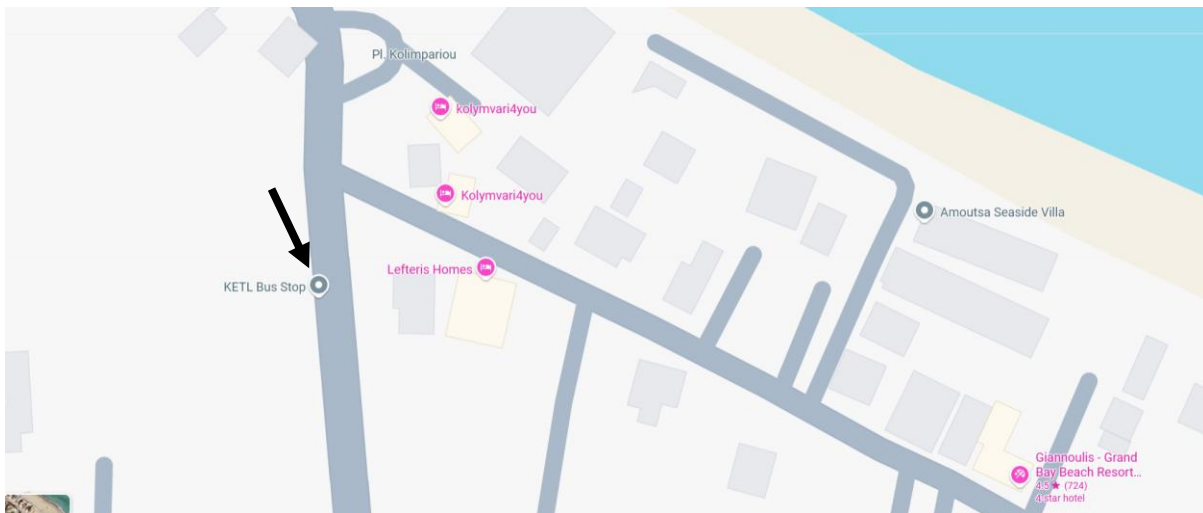 Pl. Kolimpariou
kolymvari4you
Kolymvari4you
Amoutsa Seaside Villa
Lefteris Homes
KETL Bus Stop
Giannoulis - Grand
Bay Beach Resort...
4.5★ (724)
4-star hotel